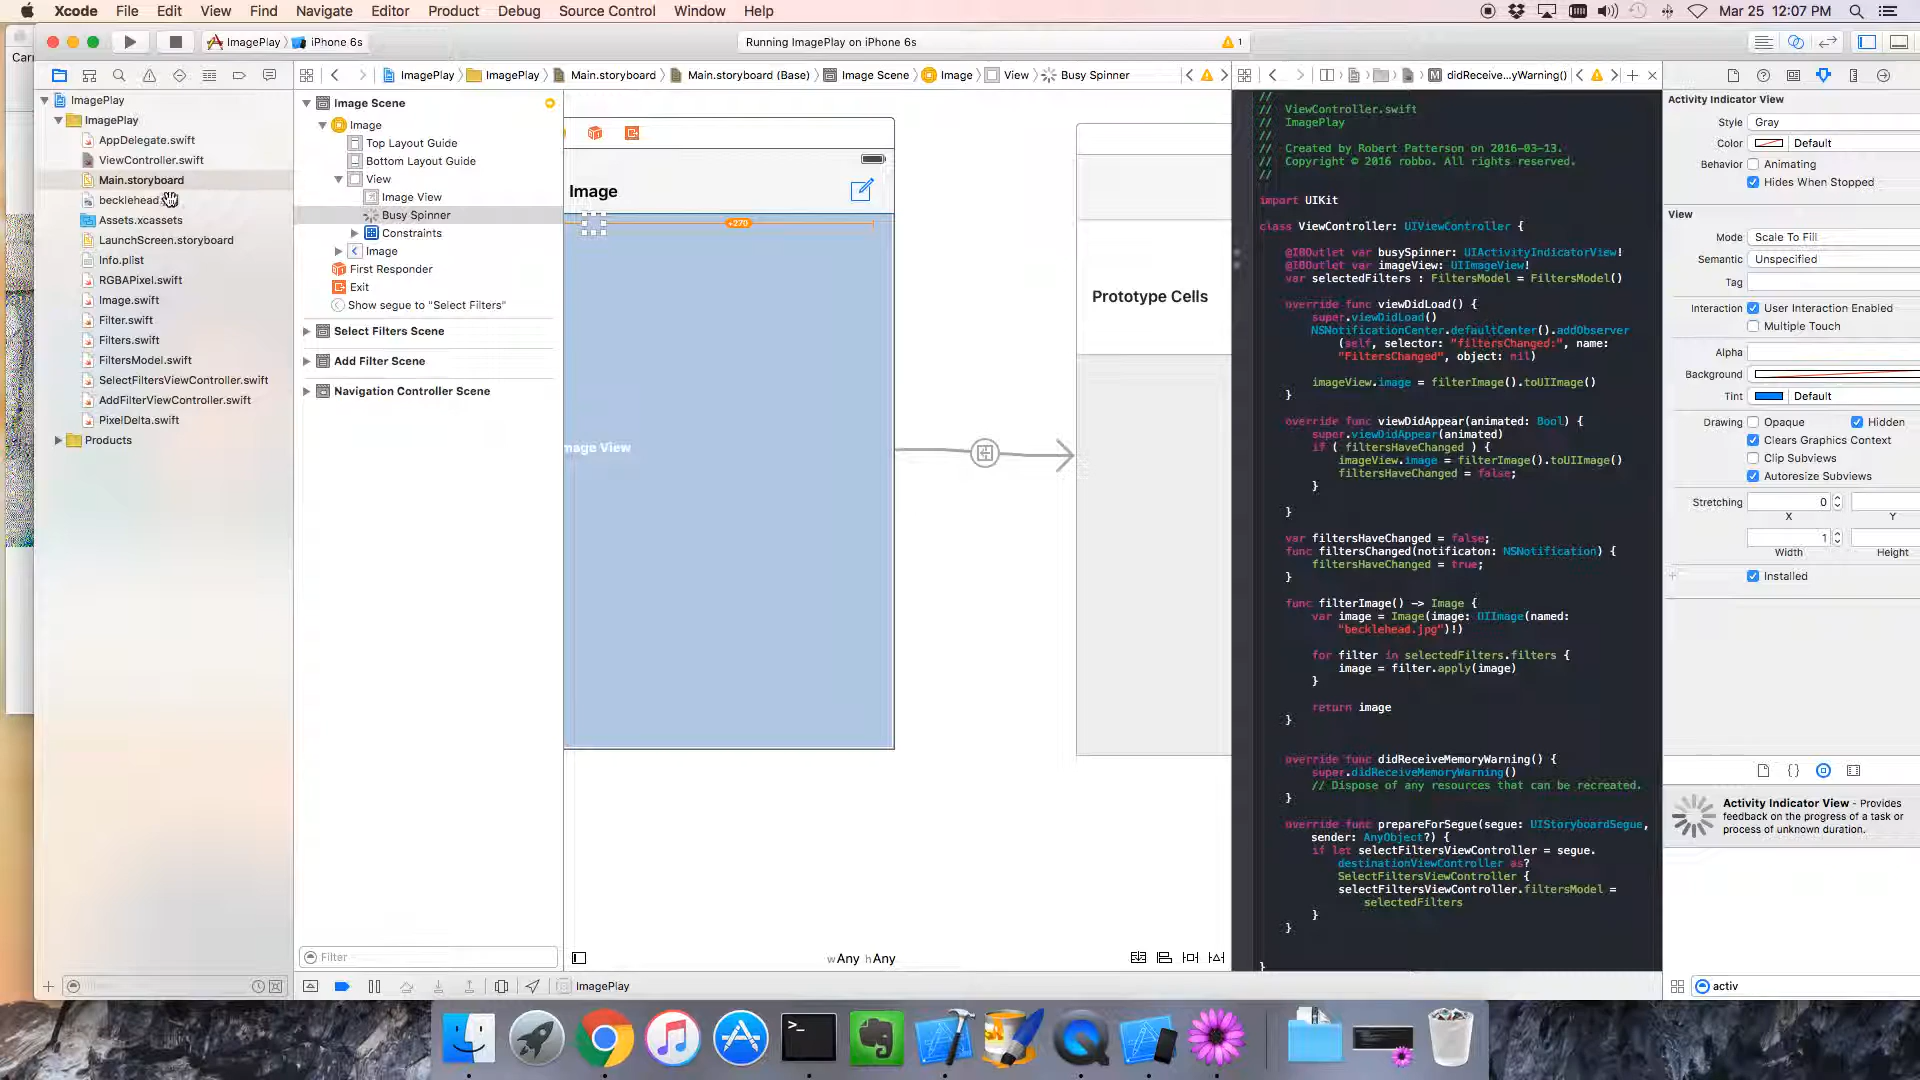 Xcode File Edit View Find Navigate Editor Product Debug Source Control Window Help
Mar 25 12:07 PM
ImagePlay iPhone 6s
Running ImagePlay on iPhone 6s
1
ImagePlay ImagePlay Main.storyboard Main.storyboard (Base) Image Scene Image View Busy Spinner
didReceive...yWarning()
ImagePlay
ImagePlay
AppDelegate.swift
ViewController.swift
Main.storyboard
becklehead.
Assets.xcassets
LaunchScreen.storyboard
Info.plist
RGBAPixel.swift
Image.swift
Filter.swift
Filters.swift
FiltersModel.swift
SelectFiltersViewController.swift
AddFilterViewController.swift
PixelDelta.swift
Products
Image Scene
Image
Top Layout Guide
Bottom Layout Guide
View
Image View
Busy Spinner
Constraints
Image
First Responder
Exit
Show segue to "Select Filters"
Select Filters Scene
Add Filter Scene
Navigation Controller Scene
Filter
Image
+270
mage View
Prototype Cells
wAny hAny
ImagePlay
//
// ViewController.swift
// ImagePlay
//
// Created by Robert Patterson on 2016-03-13.
// Copyright © 2016 robbo. All rights reserved.
//
import UIKit
class ViewController: UIViewController {
@IBOutlet var busySpinner: UIActivityIndicatorView!
@IBOutlet var imageView: UIImageView!
var selectedFilters : FiltersModel = FiltersModel()
override func viewDidLoad() {
super.viewDidLoad()
NSNotificationCenter.defaultCenter().addObserver
(self, selector: "filtersChanged:", name:
"FiltersChanged", object: nil)
imageView.image = filterImage().toUIImage()
}
override func viewDidAppear(animated: Bool) {
super.viewDidAppear(animated)
if ( filtersHaveChanged ) {
imageView.image = filterImage().toUIImage()
filtersHaveChanged = false;
}
}
var filtersHaveChanged = false;
func filtersChanged(notificaton: NSNotification) {
filtersHaveChanged = true;
}
func filterImage() -> Image {
var image = Image(image: UIImage(named:
"becklehead.jpg")!)
for filter in selectedFilters.filters {
image = filter.apply(image)
}
return image
}
override func didReceiveMemoryWarning() {
super.didReceiveMemoryWarning()
// Dispose of any resources that can be recreated.
}
override func prepareForSegue(segue: UIStoryboardSegue,
sender: AnyObject?) {
if let selectFiltersViewController = segue.
destinationViewController as?
SelectFiltersViewController {
selectFiltersViewController.filtersModel =
selectedFilters
}
}
}
Activity Indicator View
Style Gray
Color Default
Behavior Animating
Hides When Stopped
View
Mode Scale To Fill
Semantic Unspecified
Tag
Interaction User Interaction Enabled
Multiple Touch
Alpha
Background
Tint Default
Drawing Opaque Hidden
Clears Graphics Context
Clip Subviews
Autoresize Subviews
Stretching 0
X Y
1
Width Height
Installed
Activity Indicator View - Provides
feedback on the progress of a task or
process of unknown duration.
activ